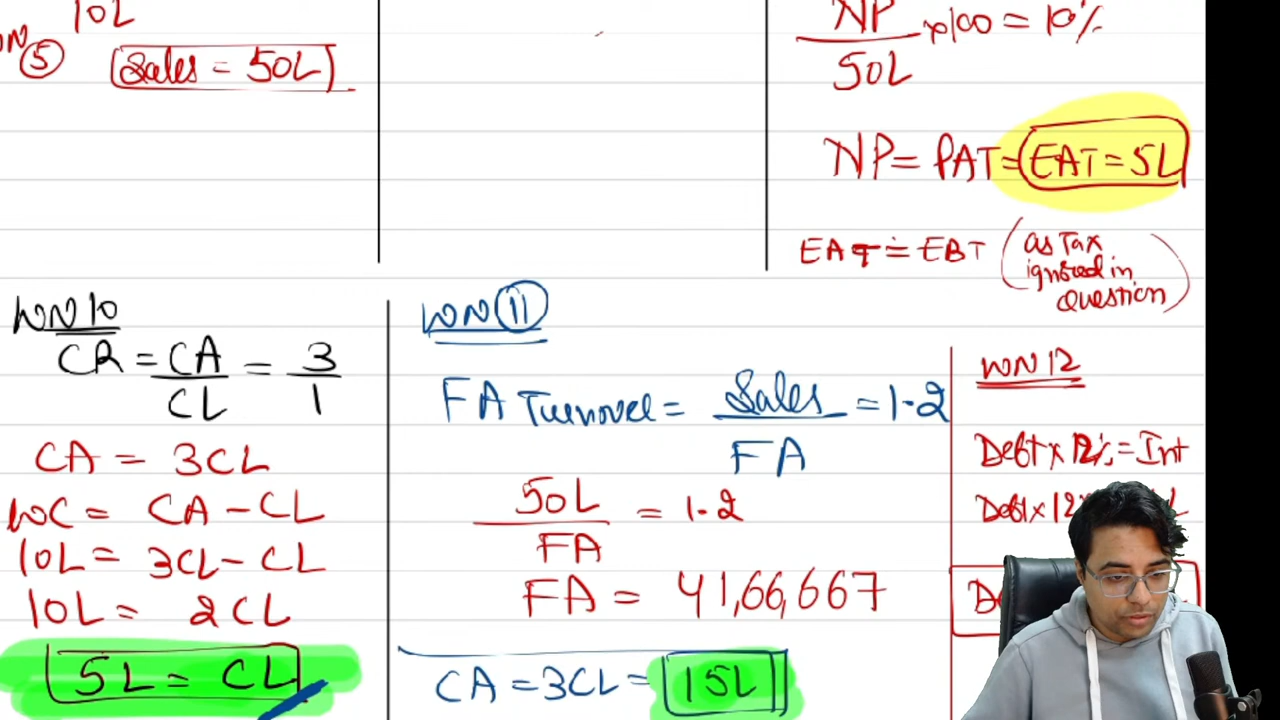 10L
WN 5
Sales = 50L
NP
50L
x100 = 10%
NP = PAT = EAT = 5L
EAT = EBT (as Tax
ignored in
question)
WN 10
CR = CA = 3
CL 1
CA = 3CL
WC = CA - CL
10L = 3CL - CL
10L = 2CL
5L = CL
WN 11
FA Turnover = Sales = 1.2
FA
50L = 1.2
FA
FA = 41,66,667
CA = 3CL = 15L
WN 12
Debt x 12% = Int
Debt x 12